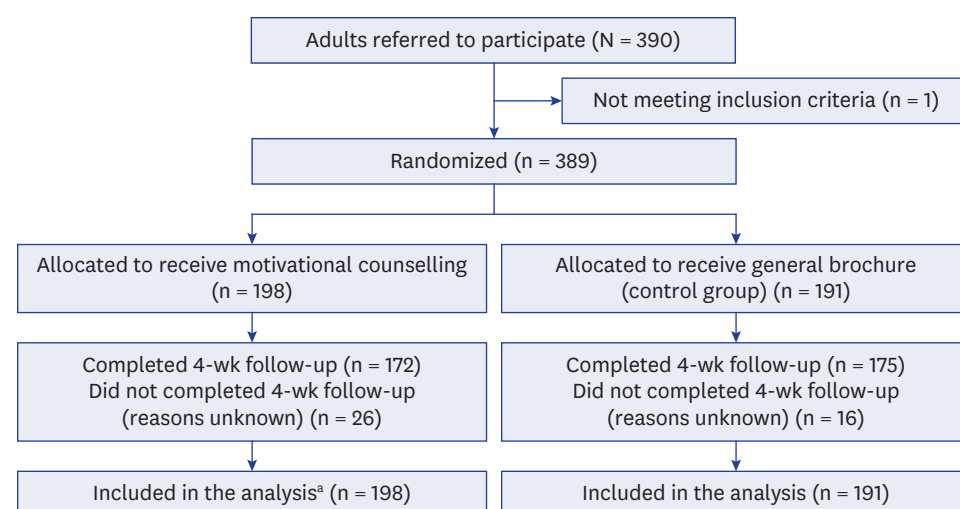 Adults referred to participate (N = 390)
Not meeting inclusion criteria (n = 1)
Randomized (n = 389)
Allocated to receive motivational counselling
(n = 198)
Allocated to receive general brochure
(control group) (n = 191)
Completed 4-wk follow-up (n = 172)
Did not completed 4-wk follow-up
(reasons unknown) (n = 26)
Completed 4-wk follow-up (n = 175)
Did not completed 4-wk follow-up
(reasons unknown) (n = 16)
Included in the analysisᵃ (n = 198)
Included in the analysis (n = 191)